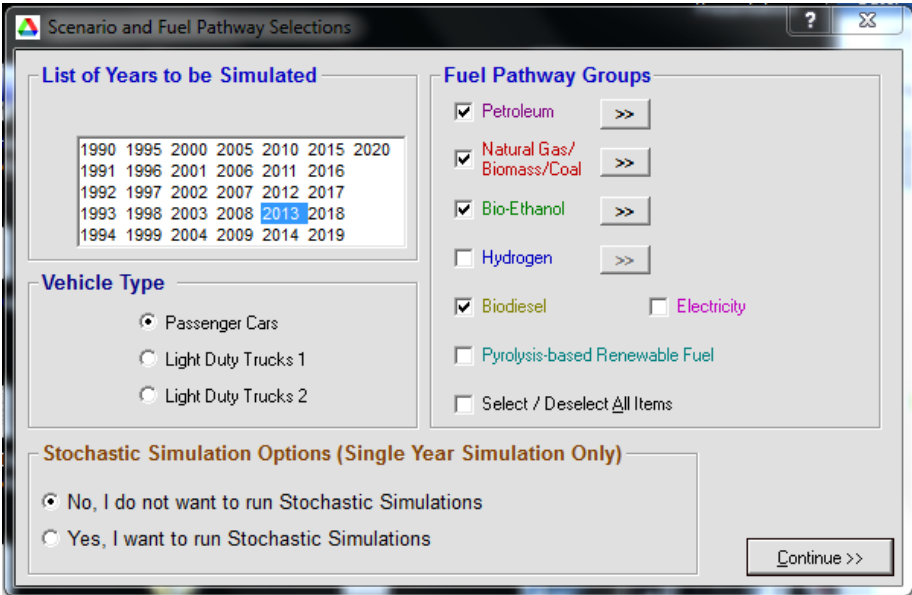 Scenario and Fuel Pathway Selections
?
List of Years to be Simulated
1990 1995 2000 2005 2010 2015 2020
1991 1996 2001 2006 2011 2016
1992 1997 2002 2007 2012 2017
1993 1998 2003 2008 2013 2018
1994 1999 2004 2009 2014 2019
Vehicle Type
Passenger Cars
Light Duty Trucks 1
Light Duty Trucks 2
Fuel Pathway Groups
Petroleum >>
Natural Gas/
Biomass/Coal >>
Bio-Ethanol >>
Hydrogen >>
Biodiesel Electricity
Pyrolysis-based Renewable Fuel
Select / Deselect All Items
Stochastic Simulation Options (Single Year Simulation Only)
No, I do not want to run Stochastic Simulations
Yes, I want to run Stochastic Simulations
Continue >>